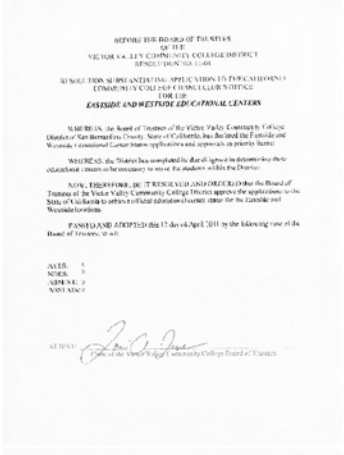 BEFORE THE BOARD OF TRUSTEES
OF THE
VICTOR VALLEY COMMUNITY COLLEGE DISTRICT
RESOLUTION NO. 11-04
RESOLUTION SUBSTANTIATING APPLICATION TO THE CALIFORNIA
COMMUNITY COLLEGE CHANCELLOR'S OFFICE
FOR THE
EASTSIDE AND WESTSIDE EDUCATIONAL CENTERS
WHEREAS, the Board of Trustees of the Victor Valley Community College
District of San Bernardino County, State of California, has declared the Eastside and
Westside Educational Center Status applications and approvals as priority items;
WHEREAS, the District has completed its due diligence in determining these
educational centers to be necessary to serve the students within the District;
NOW, THEREFORE, BE IT RESOLVED AND ORDERED that the Board of
Trustees of the Victor Valley Community College District approve the applications to the
State of California to achieve official educational center status for the Eastside and
Westside locations.
PASSED AND ADOPTED this 12 day of April 2011 by the following vote of the
Board of Trustees, to wit:
AYES: 5
NOES: 0
ABSENT: 0
ABSTAIN: 0
ATTEST:
Clerk of the Victor Valley Community College Board of Trustees